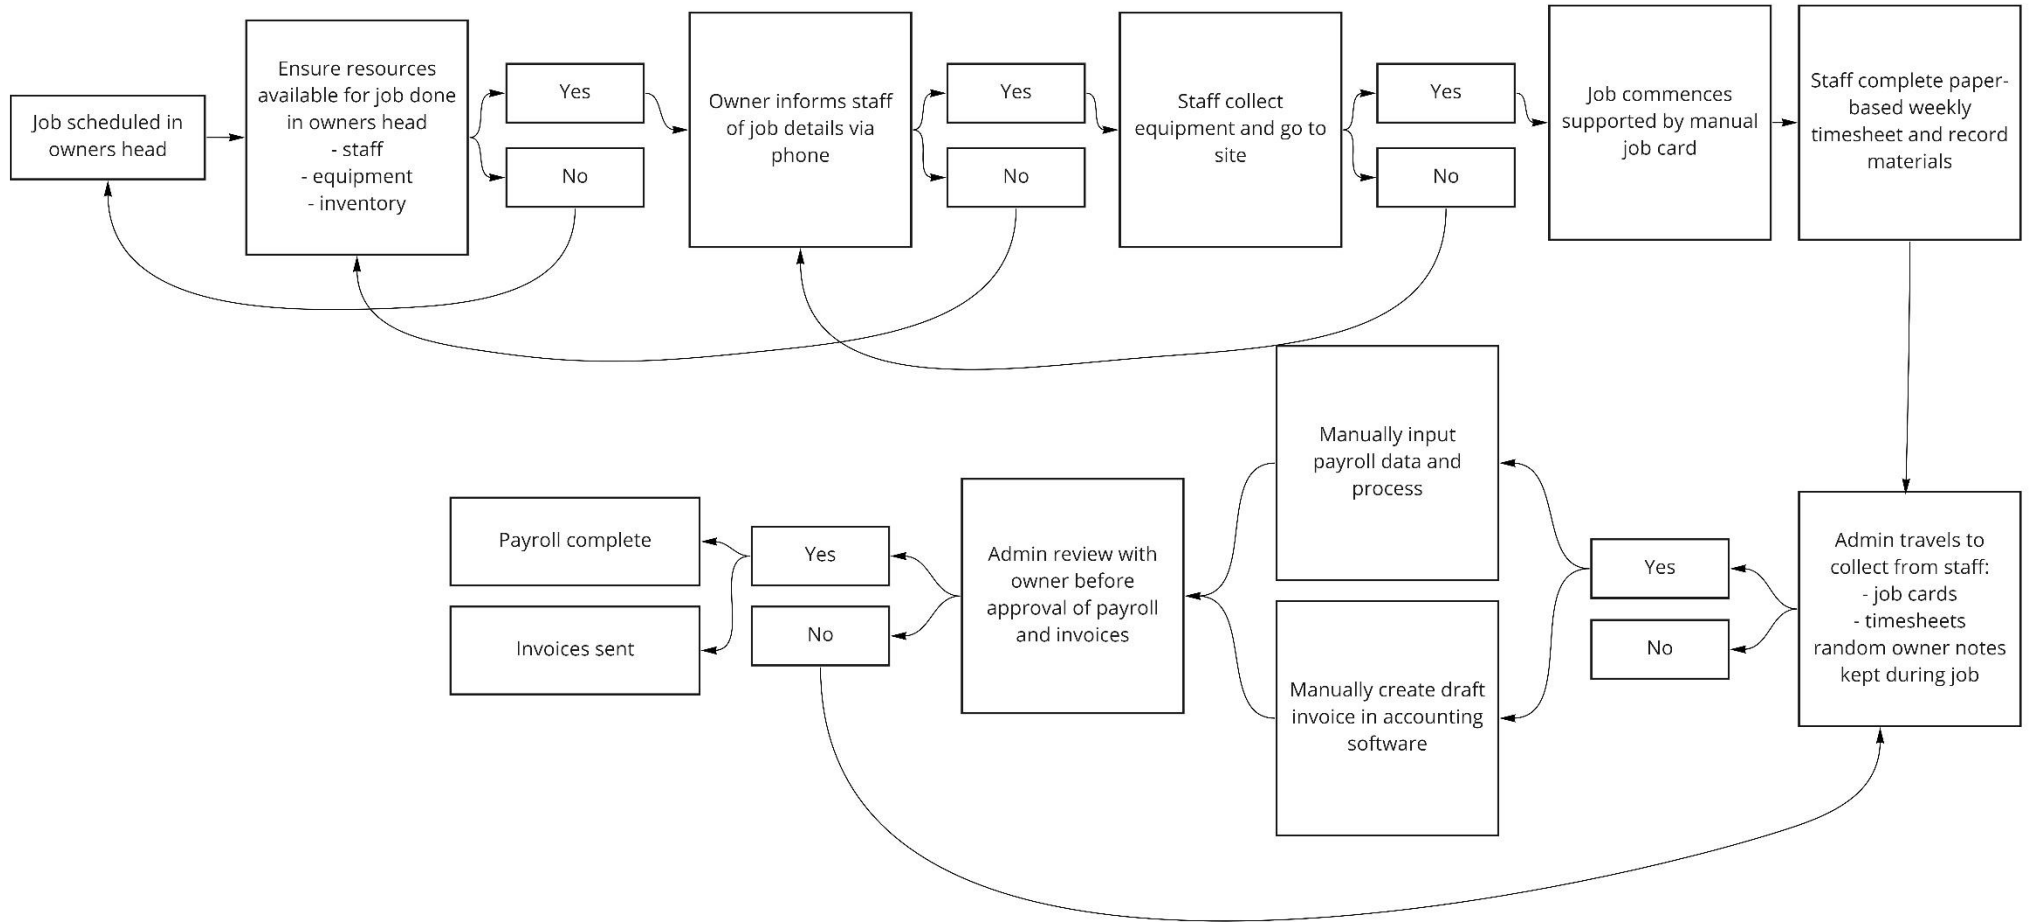 Job scheduled in
owners head
Ensure resources
available for job done
in owners head
- staff
- equipment
- inventory
Yes
No
Owner informs staff
of job details via
phone
Yes
No
Staff collect
equipment and go to
site
Yes
No
Job commences
supported by manual
job card
Staff complete paper-
based weekly
timesheet and record
materials
Admin travels to
collect from staff:
- job cards
- timesheets
random owner notes
kept during job
Yes
No
Manually input
payroll data and
process
Manually create draft
invoice in accounting
software
Admin review with
owner before
approval of payroll
and invoices
Yes
No
Payroll complete
Invoices sent